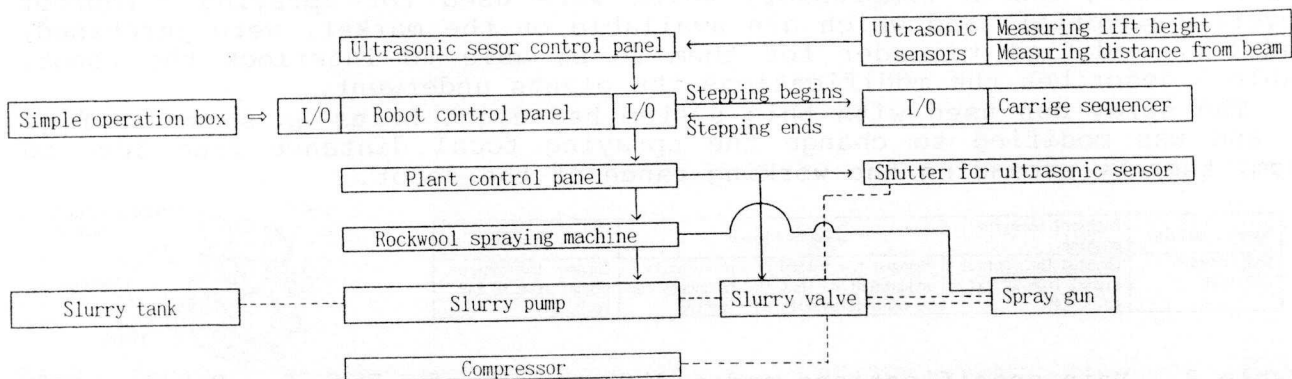 Ultrasonic sesor control panel
Ultrasonic sensors
Measuring lift height
Measuring distance from beam
Simple operation box
I/O
Robot control panel
I/O
Stepping begins
Stepping ends
I/O
Carrige sequencer
Plant control panel
Shutter for ultrasonic sensor
Rockwool spraying machine
Slurry tank
Slurry pump
Slurry valve
Spray gun
Compressor